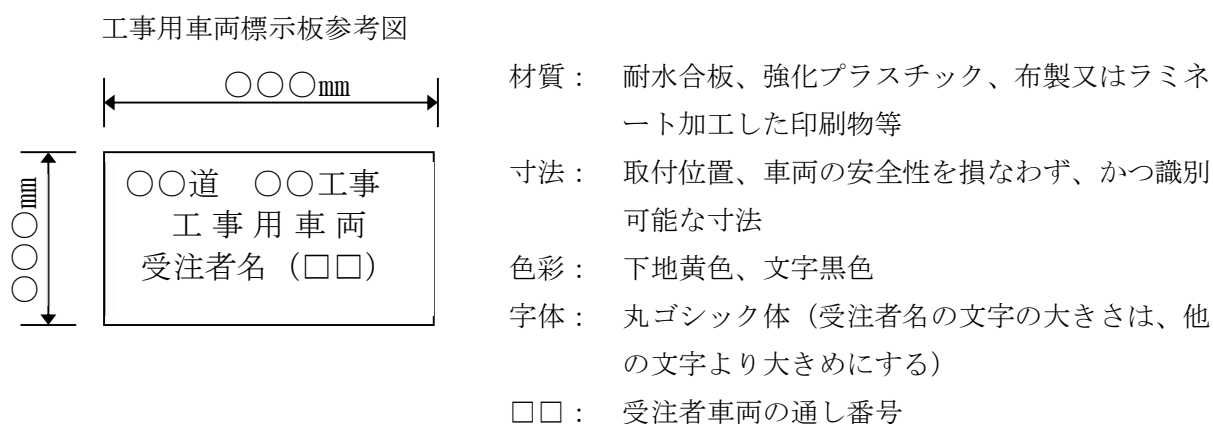 工事用車両標示板参考図
○○○mm
○○○mm
○○道　○○工事
工 事 用 車 両
受注者名（□□）
材質：　耐水合板、強化プラスチック、布製又はラミネ
ート加工した印刷物等
寸法：　取付位置、車両の安全性を損なわず、かつ識別
可能な寸法
色彩：　下地黄色、文字黒色
字体：　丸ゴシック体（受注者名の文字の大きさは、他
の文字より大きめにする）
□□：　受注者車両の通し番号